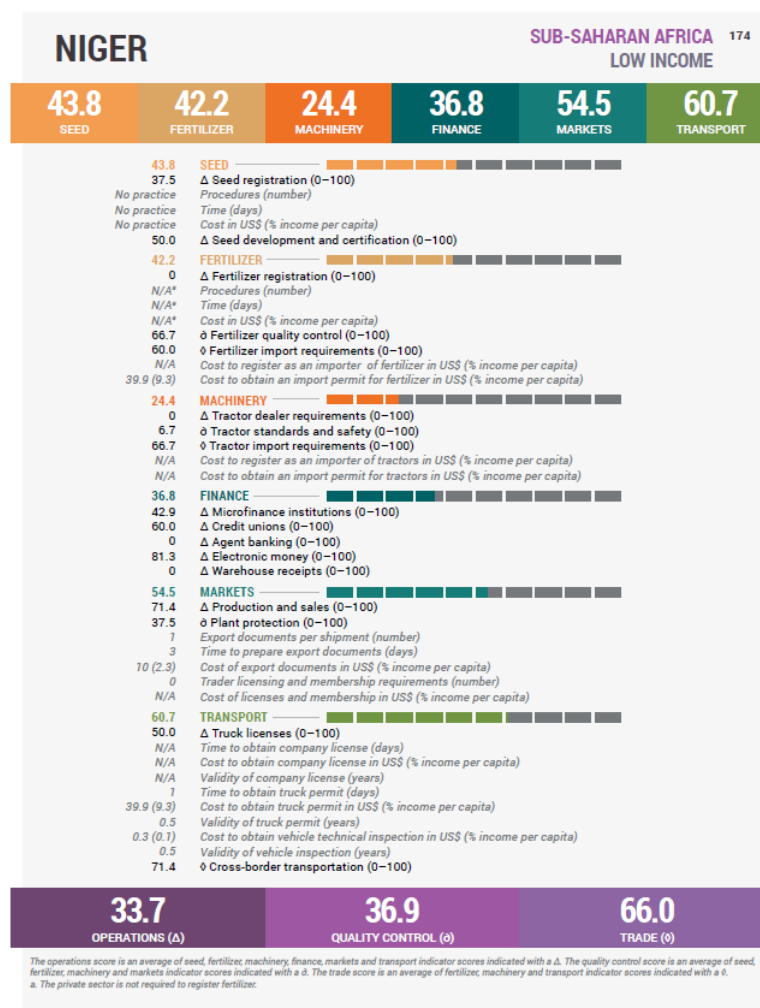 NIGER
SUB-SAHARAN AFRICA 174
LOW INCOME
43.8 42.2 24.4 36.8 54.5 60.7
SEED FERTILIZER MACHINERY FINANCE MARKETS TRANSPORT
43.8 SEED
37.5 Δ Seed registration (0–100)
No practice Procedures (number)
No practice Time (days)
No practice Cost in US$ (% income per capita)
50.0 Δ Seed development and certification (0–100)
42.2 FERTILIZER
0 Δ Fertilizer registration (0–100)
N/Aª Procedures (number)
N/Aª Time (days)
N/Aª Cost in US$ (% income per capita)
66.7 ∂ Fertilizer quality control (0–100)
60.0 ◊ Fertilizer import requirements (0–100)
N/A Cost to register as an importer of fertilizer in US$ (% income per capita)
39.9 (9.3) Cost to obtain an import permit for fertilizer in US$ (% income per capita)
24.4 MACHINERY
0 Δ Tractor dealer requirements (0–100)
6.7 ∂ Tractor standards and safety (0–100)
66.7 ◊ Tractor import requirements (0–100)
N/A Cost to register as an importer of tractors in US$ (% income per capita)
N/A Cost to obtain an import permit for tractors in US$ (% income per capita)
36.8 FINANCE
42.9 Δ Microfinance institutions (0–100)
60.0 Δ Credit unions (0–100)
0 Δ Agent banking (0–100)
81.3 Δ Electronic money (0–100)
0 Δ Warehouse receipts (0–100)
54.5 MARKETS
71.4 Δ Production and sales (0–100)
37.5 ∂ Plant protection (0–100)
1 Export documents per shipment (number)
3 Time to prepare export documents (days)
10 (2.3) Cost of export documents in US$ (% income per capita)
0 Trader licensing and membership requirements (number)
N/A Cost of licenses and membership in US$ (% income per capita)
60.7 TRANSPORT
50.0 Δ Truck licenses (0–100)
N/A Time to obtain company license (days)
N/A Cost to obtain company license in US$ (% income per capita)
N/A Validity of company license (years)
1 Time to obtain truck permit (days)
39.9 (9.3) Cost to obtain truck permit in US$ (% income per capita)
0.5 Validity of truck permit (years)
0.3 (0.1) Cost to obtain vehicle technical inspection in US$ (% income per capita)
0.5 Validity of vehicle inspection (years)
71.4 ◊ Cross-border transportation (0–100)
33.7 36.9 66.0
OPERATIONS (Δ) QUALITY CONTROL (∂) TRADE (◊)
The operations score is an average of seed, fertilizer, machinery, finance, markets and transport indicator scores indicated with a Δ. The quality control score is an average of seed,
fertilizer, machinery and markets indicator scores indicated with a ∂. The trade score is an average of fertilizer, machinery and transport indicator scores indicated with a ◊.
a. The private sector is not required to register fertilizer.